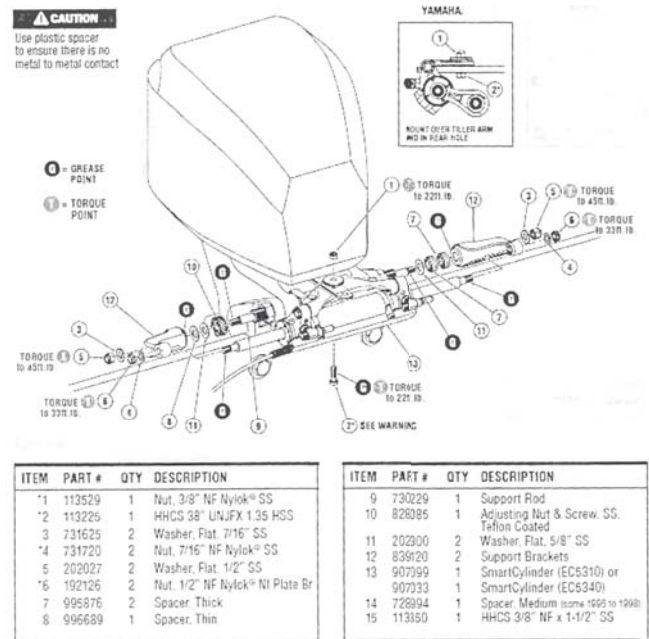 CAUTION
Use plastic spacer
to ensure there is no
metal to metal contact
YAMAHA
1
2*
MOUNT OVER TILLER ARM
AND IN REAR HOLE
G = GREASE
POINT
T = TORQUE
POINT
1 TORQUE
to 22ft.lb.
12
3
5 TORQUE
to 45ft.lb.
6 TORQUE
to 33ft.lb.
4
7
G
G
11
7
G
13
10
G
12
G
3
TORQUE 5
to 45ft.lb.
TORQUE 6
to 33ft.lb.
4
8
11
G
9
G TORQUE
to 22ft.lb.
2* SEE WARNING
ITEM PART # QTY DESCRIPTION
*1 113529 1 Nut, 3/8" NF Nylok® SS
*2 113225 1 HHCS 38" UNJFX 1.35 HSS
3 731625 2 Washer, Flat, 7/16" SS
*4 731720 2 Nut, 7/16" NF Nylok® SS
5 202027 2 Washer, Flat, 1/2" SS
*6 192126 2 Nut, 1/2" NF Nylok® NI Plate Br
7 995876 2 Spacer, Thick
8 996689 1 Spacer, Thin
ITEM PART # QTY DESCRIPTION
9 730229 1 Support Rod
10 828385 1 Adjusting Nut & Screw, SS,
Teflon Coated
11 202300 2 Washer, Flat, 5/8" SS
12 839120 2 Support Brackets
13 907099 1 SmartCylinder (EC5310) or
907033 1 SmartCylinder (EC5340)
14 728994 1 Spacer, Medium (some 1996 to 1998)
15 113350 1 HHCS 3/8" NF x 1-1/2" SS